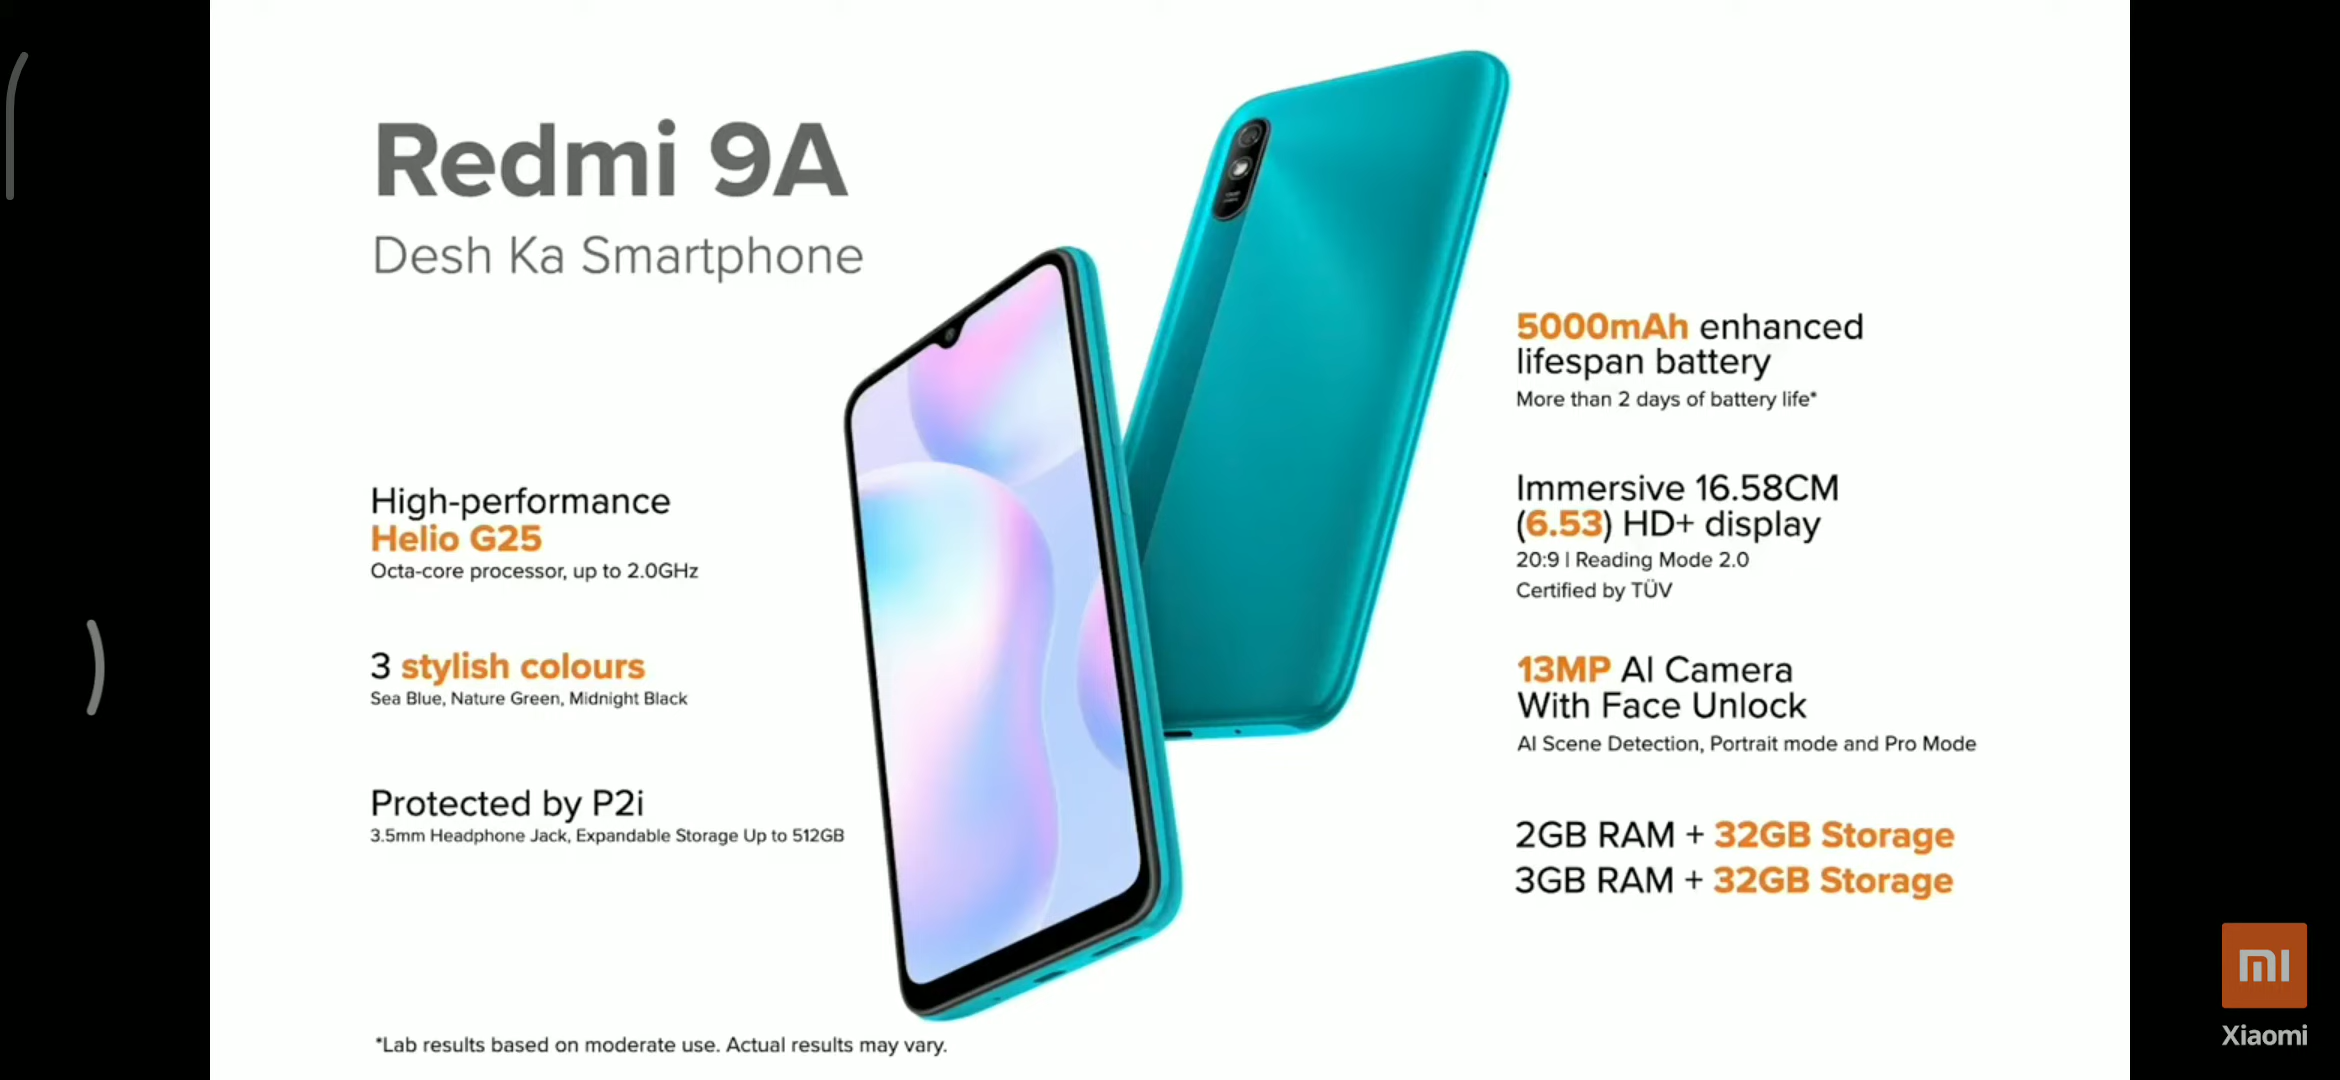 Redmi 9A
Desh Ka Smartphone
High-performance
Helio G25
Octa-core processor, up to 2.0GHz
3 stylish colours
Sea Blue, Nature Green, Midnight Black
Protected by P2i
3.5mm Headphone Jack, Expandable Storage Up to 512GB
5000mAh enhanced
lifespan battery
More than 2 days of battery life*
Immersive 16.58CM
(6.53) HD+ display
20:9 | Reading Mode 2.0
Certified by TÜV
13MP AI Camera
With Face Unlock
AI Scene Detection, Portrait mode and Pro Mode
2GB RAM + 32GB Storage
3GB RAM + 32GB Storage
*Lab results based on moderate use. Actual results may vary.
mi
Xiaomi